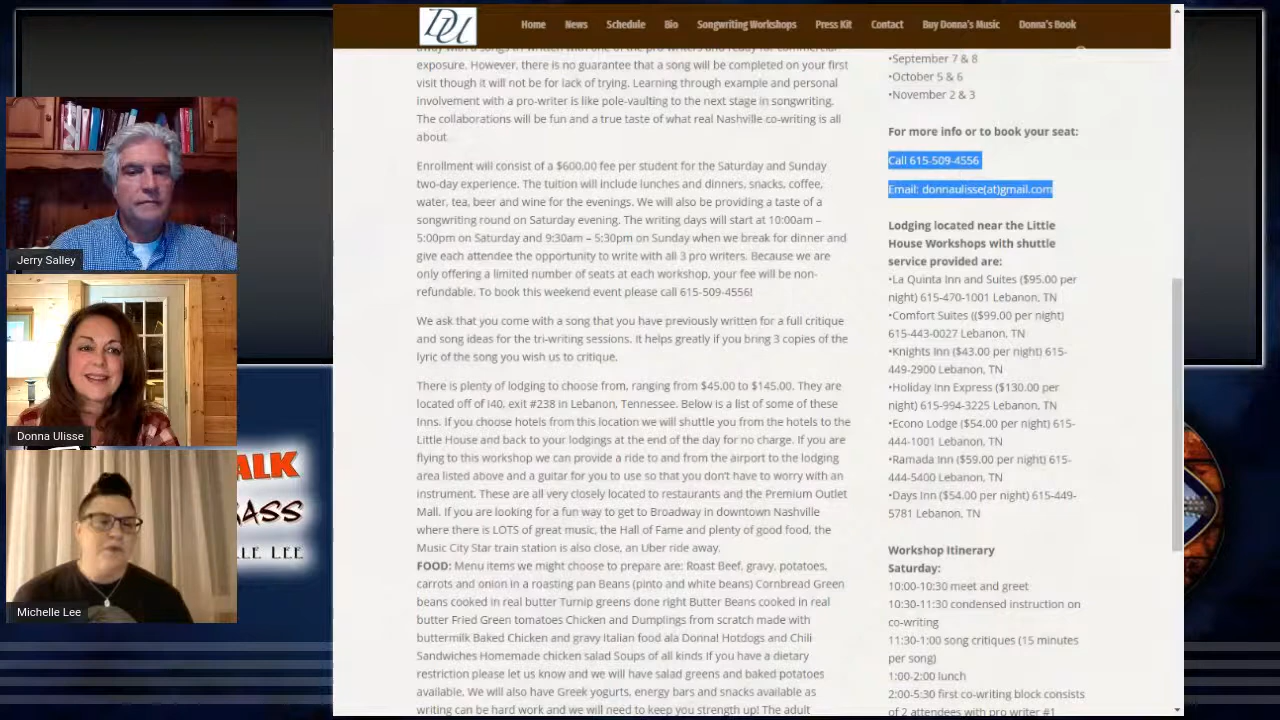 DU
Home News Schedule Bio Songwriting Workshops Press Kit Contact Buy Donna's Music Donna's Book
exposure. However, there is no guarantee that a song will be completed on your first
visit though it will not be for lack of trying. Learning through example and personal
involvement with a pro-writer is like pole-vaulting to the next stage in songwriting.
The collaborations will be fun and a true taste of what real Nashville co-writing is all
about.
Enrollment will consist of a $600.00 fee per student for the Saturday and Sunday
two-day experience. The tuition will include lunches and dinners, snacks, coffee,
water, tea, beer and wine for the evenings. We will also be providing a taste of a
songwriting round on Saturday evening. The writing days will start at 10:00am –
5:00pm on Saturday and 9:30am – 5:30pm on Sunday when we break for dinner and
give each attendee the opportunity to write with all 3 pro writers. Because we are
only offering a limited number of seats at each workshop, your fee will be non-
refundable. To book this weekend event please call 615-509-4556!
We ask that you come with a song that you have previously written for a full critique
and song ideas for the tri-writing sessions. It helps greatly if you bring 3 copies of the
lyric of the song you wish us to critique.
There is plenty of lodging to choose from, ranging from $45.00 to $145.00. They are
located off of I40, exit #238 in Lebanon, Tennessee. Below is a list of some of these
Inns. If you choose hotels from this location we will shuttle you from the hotels to the
Little House and back to your lodgings at the end of the day for no charge. If you are
flying to this workshop we can provide a ride to and from the airport to the lodging
area listed above and a guitar for you to use so that you don't have to worry with an
instrument. These are all very closely located to restaurants and the Premium Outlet
Mall. If you are looking for a fun way to get to Broadway in downtown Nashville
where there is LOTS of great music, the Hall of Fame and plenty of good food, the
Music City Star train station is also close, an Uber ride away.
FOOD: Menu items we might choose to prepare are: Roast Beef, gravy, potatoes,
carrots and onion in a roasting pan Beans (pinto and white beans) Cornbread Green
beans cooked in real butter Turnip greens done right Butter Beans cooked in real
butter Fried Green tomatoes Chicken and Dumplings from scratch made with
buttermilk Baked Chicken and gravy Italian food ala Donna! Hotdogs and Chili
Sandwiches Homemade chicken salad Soups of all kinds If you have a dietary
restriction please let us know and we will have salad greens and baked potatoes
available. We will also have Greek yogurts, energy bars and snacks available as
writing can be hard work and we will need to keep you strength up! The adult
•September 7 & 8
•October 5 & 6
•November 2 & 3
For more info or to book your seat:
Call 615-509-4556
Email: donnaulisse(at)gmail.com
Lodging located near the Little
House Workshops with shuttle
service provided are:
•La Quinta Inn and Suites ($95.00 per
night) 615-470-1001 Lebanon, TN
•Comfort Suites (($99.00 per night)
615-443-0027 Lebanon, TN
•Knights Inn ($43.00 per night) 615-
449-2900 Lebanon, TN
•Holiday Inn Express ($130.00 per
night) 615-994-3225 Lebanon, TN
•Econo Lodge ($54.00 per night) 615-
444-1001 Lebanon, TN
•Ramada Inn ($59.00 per night) 615-
444-5400 Lebanon, TN
•Days Inn ($54.00 per night) 615-449-
5781 Lebanon, TN
Workshop Itinerary
Saturday:
10:00-10:30 meet and greet
10:30-11:30 condensed instruction on
co-writing
11:30-1:00 song critiques (15 minutes
per song)
1:00-2:00 lunch
2:00-5:30 first co-writing block consists
of 2 attendees with pro writer #1
Jerry Salley
Donna Ulisse
Michelle Lee
ALK
RASS
LE LEE